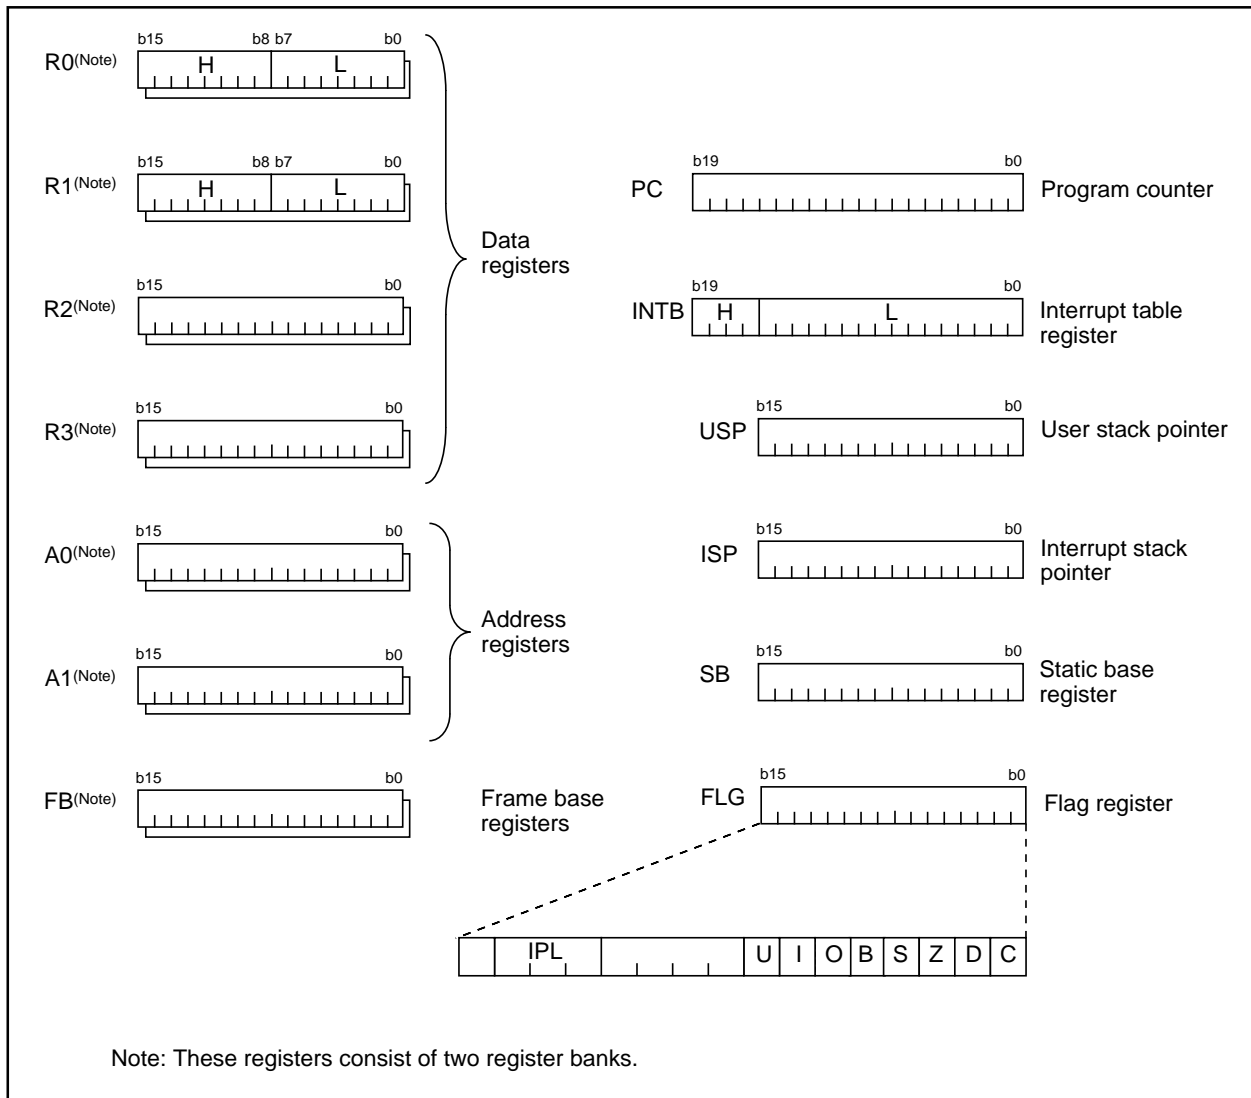 b15 b8 b7 b0
R0(Note) H L
b15 b8 b7 b0
R1(Note) H L
b15 b0
R2(Note)
b15 b0
R3(Note)
Data
registers
b15 b0
A0(Note)
b15 b0
A1(Note)
Address
registers
b15 b0
FB(Note)
Frame base
registers
b19 b0
PC Program counter
b19 b0
INTB H L Interrupt table
register
b15 b0
USP User stack pointer
b15 b0
ISP Interrupt stack
pointer
b15 b0
SB Static base
register
b15 b0
FLG Flag register
IPL U I O B S Z D C
Note: These registers consist of two register banks.